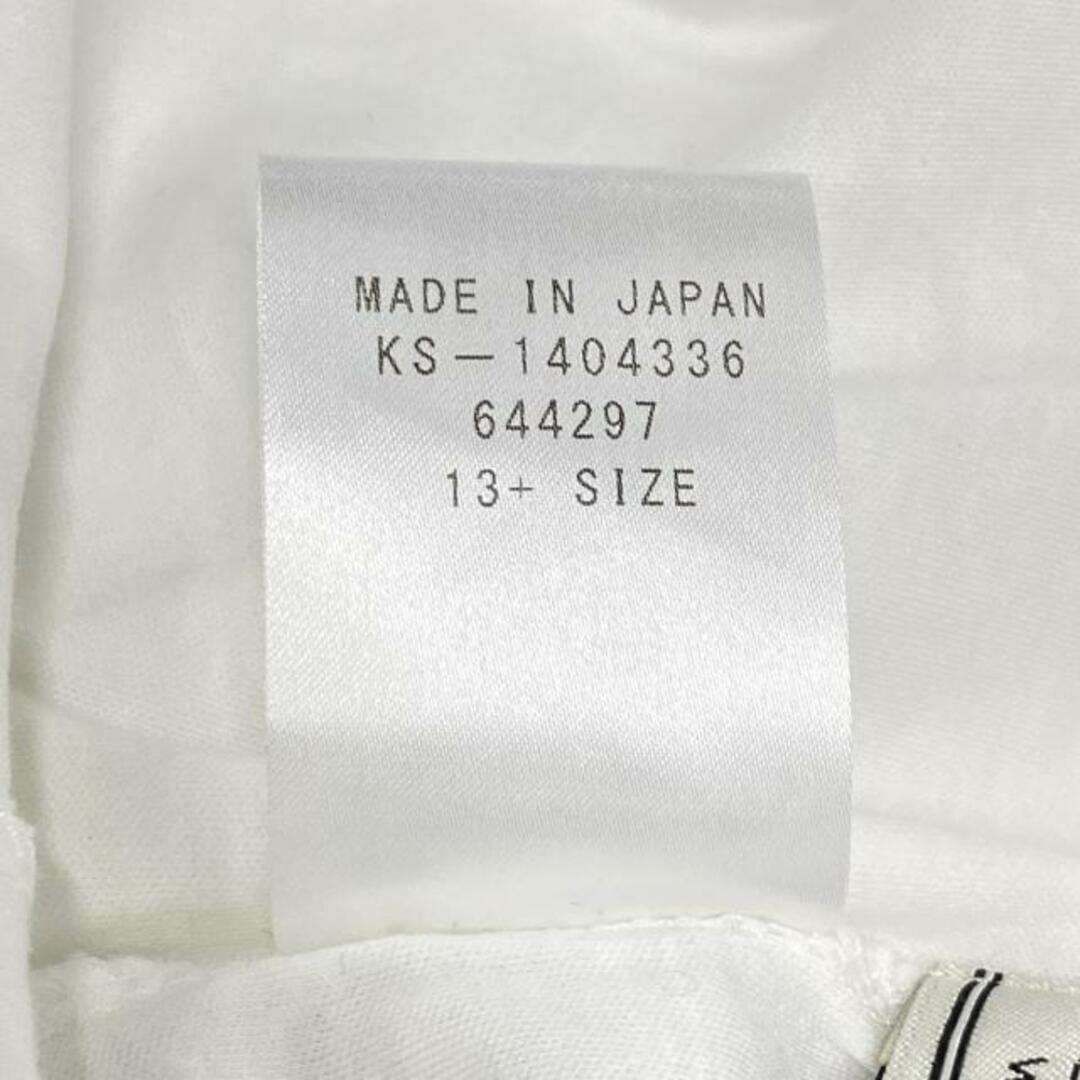 MADE IN JAPAN
KS−1404336
644297
13+ SIZE